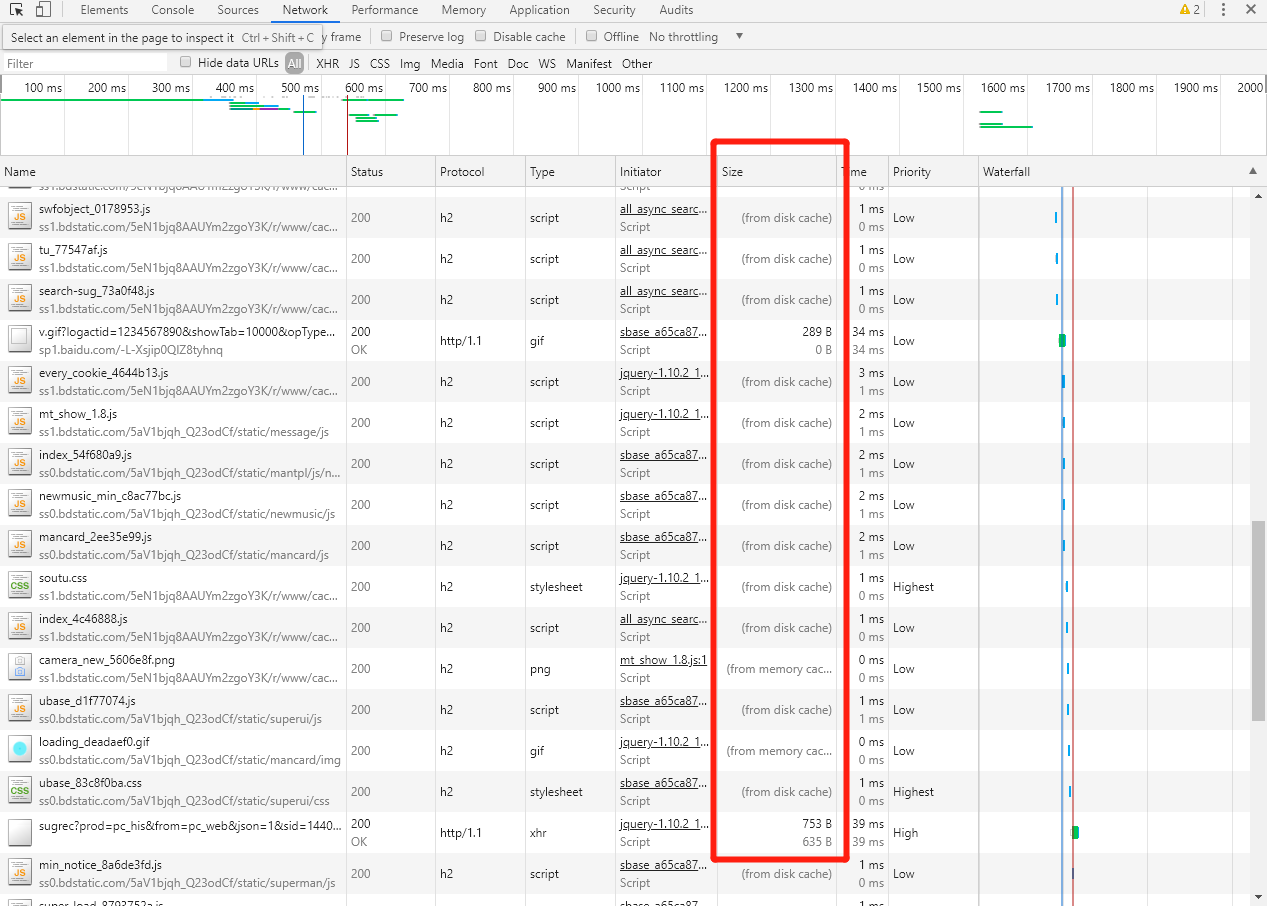 Elements Console Sources Network Performance Memory Application Security Audits 2
Select an element in the page to inspect it Ctrl + Shift + C y frame Preserve log Disable cache Offline No throttling
Filter Hide data URLs All XHR JS CSS Img Media Font Doc WS Manifest Other
100 ms 200 ms 300 ms 400 ms 500 ms 600 ms 700 ms 800 ms 900 ms 1000 ms 1100 ms 1200 ms 1300 ms 1400 ms 1500 ms 1600 ms 1700 ms 1800 ms 1900 ms 2000
Name Status Protocol Type Initiator Size Time Priority Waterfall
ss1.bdstatic.com/5eN1bjq8AAUYm2zgoY3K/r/www/cac... Script 0 ms
swfobject_0178953.js 200 h2 script all_async_searc... (from disk cache) 1 ms Low
ss1.bdstatic.com/5eN1bjq8AAUYm2zgoY3K/r/www/cac... Script 0 ms
tu_77547af.js 200 h2 script all_async_searc... (from disk cache) 1 ms Low
ss1.bdstatic.com/5eN1bjq8AAUYm2zgoY3K/r/www/cac... Script 0 ms
search-sug_73a0f48.js 200 h2 script all_async_searc... (from disk cache) 1 ms Low
ss1.bdstatic.com/5eN1bjq8AAUYm2zgoY3K/r/www/cac... Script 0 ms
v.gif?logactid=1234567890&showTab=10000&opType... 200 http/1.1 gif sbase_a65ca87... 289 B 34 ms Low
sp1.baidu.com/-L-Xsjip0QIZ8tyhnq OK Script 0 B 34 ms
every_cookie_4644b13.js 200 h2 script jquery-1.10.2_1... (from disk cache) 3 ms Low
ss1.bdstatic.com/5eN1bjq8AAUYm2zgoY3K/r/www/cac... Script 1 ms
mt_show_1.8.js 200 h2 script jquery-1.10.2_1... (from disk cache) 2 ms Low
ss1.bdstatic.com/5aV1bjqh_Q23odCf/static/message/js Script 1 ms
index_54f680a9.js 200 h2 script sbase_a65ca87... (from disk cache) 2 ms Low
ss0.bdstatic.com/5aV1bjqh_Q23odCf/static/mantpl/js/n... Script 1 ms
newmusic_min_c8ac77bc.js 200 h2 script sbase_a65ca87... (from disk cache) 2 ms Low
ss0.bdstatic.com/5aV1bjqh_Q23odCf/static/newmusic/js Script 1 ms
mancard_2ee35e99.js 200 h2 script sbase_a65ca87... (from disk cache) 2 ms Low
ss0.bdstatic.com/5aV1bjqh_Q23odCf/static/mancard/js Script 1 ms
soutu.css 200 h2 stylesheet jquery-1.10.2_1... (from disk cache) 1 ms Highest
ss1.bdstatic.com/5eN1bjq8AAUYm2zgoY3K/r/www/cac... Script 0 ms
index_4c46888.js 200 h2 script all_async_searc... (from disk cache) 1 ms Low
ss1.bdstatic.com/5eN1bjq8AAUYm2zgoY3K/r/www/cac... Script 0 ms
camera_new_5606e8f.png 200 h2 png mt_show_1.8.js:1 (from memory cac... 0 ms Low
ss1.bdstatic.com/5eN1bjq8AAUYm2zgoY3K/r/www/cac... Script 0 ms
ubase_d1f77074.js 200 h2 script sbase_a65ca87... (from disk cache) 1 ms Low
ss0.bdstatic.com/5aV1bjqh_Q23odCf/static/superui/js Script 1 ms
loading_deadaef0.gif 200 h2 gif jquery-1.10.2_1... (from memory cac... 0 ms Low
ss0.bdstatic.com/5aV1bjqh_Q23odCf/static/mancard/img Script 0 ms
ubase_83c8f0ba.css 200 h2 stylesheet sbase_a65ca87... (from disk cache) 1 ms Highest
ss0.bdstatic.com/5aV1bjqh_Q23odCf/static/superui/css Script 0 ms
sugrec?prod=pc_his&from=pc_web&json=1&sid=1440... 200 http/1.1 xhr jquery-1.10.2_1... 753 B 39 ms High
OK Script 635 B 39 ms
min_notice_8a6de3fd.js 200 h2 script sbase_a65ca87... (from disk cache) 1 ms Low
ss0.bdstatic.com/5aV1bjqh_Q23odCf/static/superman/js Script 0 ms
super_load_8793752a.js sbase_a65ca87... 1 ms